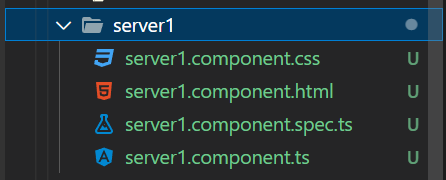 server1
server1.component.css U
server1.component.html U
server1.component.spec.ts U
server1.component.ts U